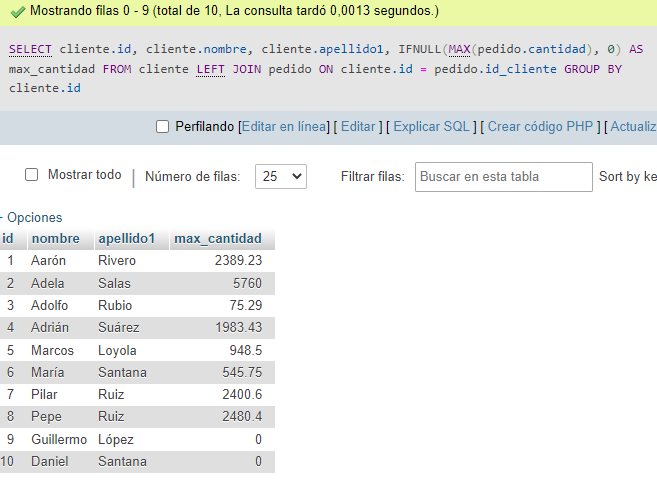 Mostrando filas 0 - 9 (total de 10, La consulta tardó 0,0013 segundos.)
SELECT cliente.id, cliente.nombre, cliente.apellido1, IFNULL(MAX(pedido.cantidad), 0) AS
max_cantidad FROM cliente LEFT JOIN pedido ON cliente.id = pedido.id_cliente GROUP BY
cliente.id
Perfilando [Editar en línea] [ Editar ] [ Explicar SQL ] [ Crear código PHP ] [ Actualiz
Mostrar todo | Número de filas: 25 Filtrar filas: Buscar en esta tabla Sort by ke
+ Opciones
id nombre apellido1 max_cantidad
1 Aarón Rivero 2389.23
2 Adela Salas 5760
3 Adolfo Rubio 75.29
4 Adrián Suárez 1983.43
5 Marcos Loyola 948.5
6 María Santana 545.75
7 Pilar Ruiz 2400.6
8 Pepe Ruiz 2480.4
9 Guillermo López 0
10 Daniel Santana 0